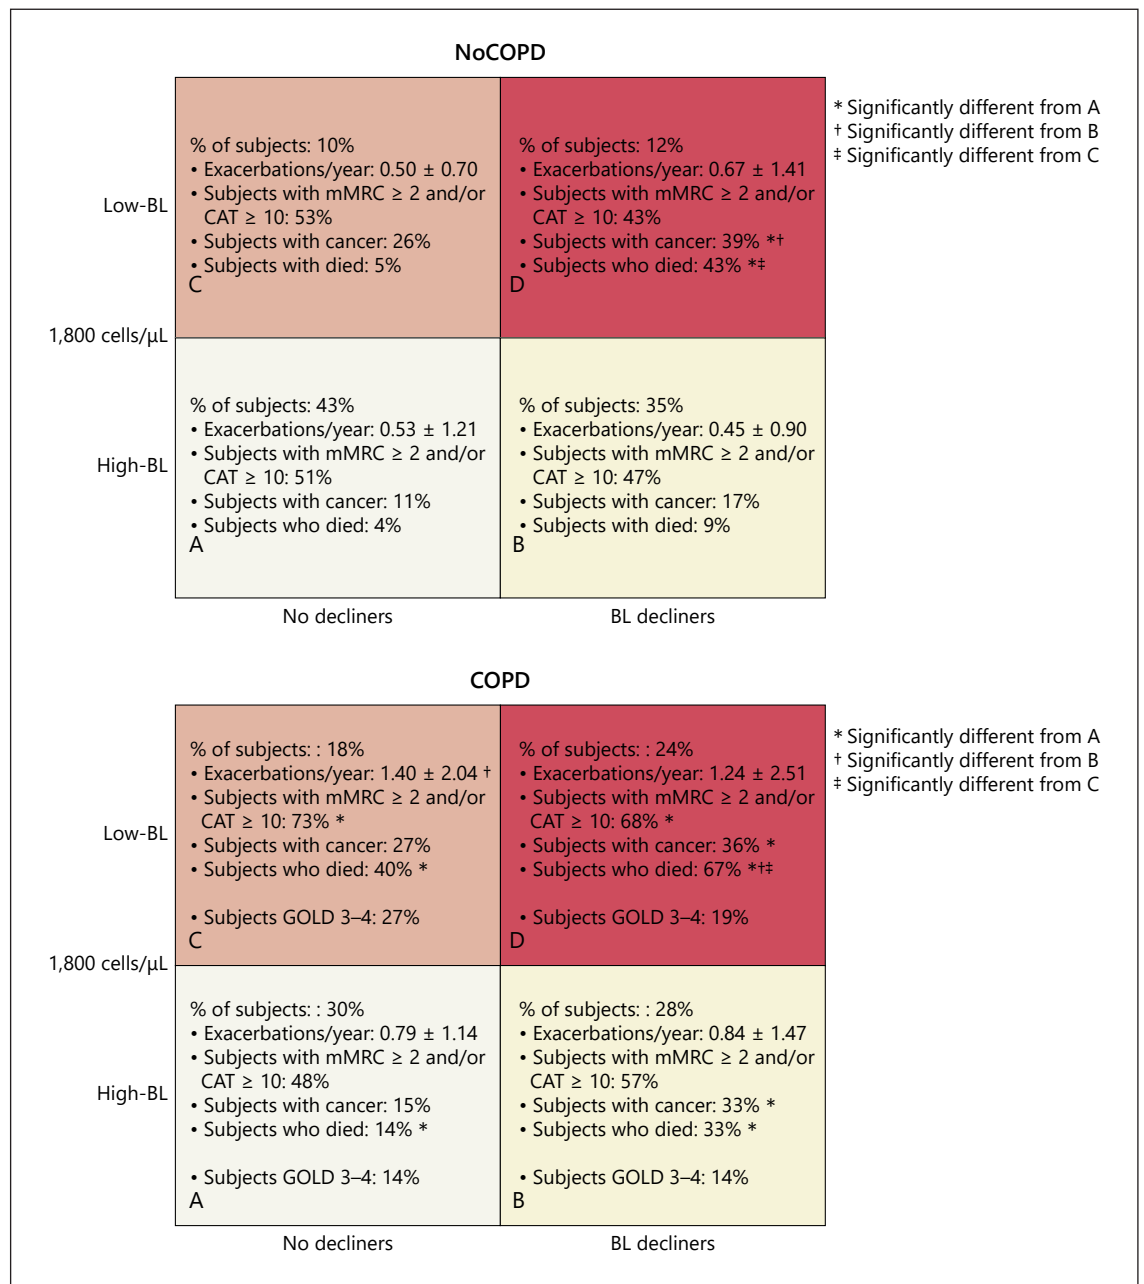 NoCOPD
* Significantly different from A
† Significantly different from B
‡ Significantly different from C
Low-BL
% of subjects: 10%
• Exacerbations/year: 0.50 ± 0.70
• Subjects with mMRC ≥ 2 and/or
CAT ≥ 10: 53%
• Subjects with cancer: 26%
• Subjects with died: 5%
C
% of subjects: 12%
• Exacerbations/year: 0.67 ± 1.41
• Subjects with mMRC ≥ 2 and/or
CAT ≥ 10: 43%
• Subjects with cancer: 39% *†
• Subjects who died: 43% *‡
D
1,800 cells/µL
High-BL
% of subjects: 43%
• Exacerbations/year: 0.53 ± 1.21
• Subjects with mMRC ≥ 2 and/or
CAT ≥ 10: 51%
• Subjects with cancer: 11%
• Subjects who died: 4%
A
% of subjects: 35%
• Exacerbations/year: 0.45 ± 0.90
• Subjects with mMRC ≥ 2 and/or
CAT ≥ 10: 47%
• Subjects with cancer: 17%
• Subjects with died: 9%
B
No decliners
BL decliners
COPD
* Significantly different from A
† Significantly different from B
‡ Significantly different from C
Low-BL
% of subjects: : 18%
• Exacerbations/year: 1.40 ± 2.04 †
• Subjects with mMRC ≥ 2 and/or
CAT ≥ 10: 73% *
• Subjects with cancer: 27%
• Subjects who died: 40% *
• Subjects GOLD 3–4: 27%
C
% of subjects: : 24%
• Exacerbations/year: 1.24 ± 2.51
• Subjects with mMRC ≥ 2 and/or
CAT ≥ 10: 68% *
• Subjects with cancer: 36% *
• Subjects who died: 67% *†‡
• Subjects GOLD 3–4: 19%
D
1,800 cells/µL
High-BL
% of subjects: : 30%
• Exacerbations/year: 0.79 ± 1.14
• Subjects with mMRC ≥ 2 and/or
CAT ≥ 10: 48%
• Subjects with cancer: 15%
• Subjects who died: 14% *
• Subjects GOLD 3–4: 14%
A
% of subjects: : 28%
• Exacerbations/year: 0.84 ± 1.47
• Subjects with mMRC ≥ 2 and/or
CAT ≥ 10: 57%
• Subjects with cancer: 33% *
• Subjects who died: 33% *
• Subjects GOLD 3–4: 14%
B
No decliners
BL decliners